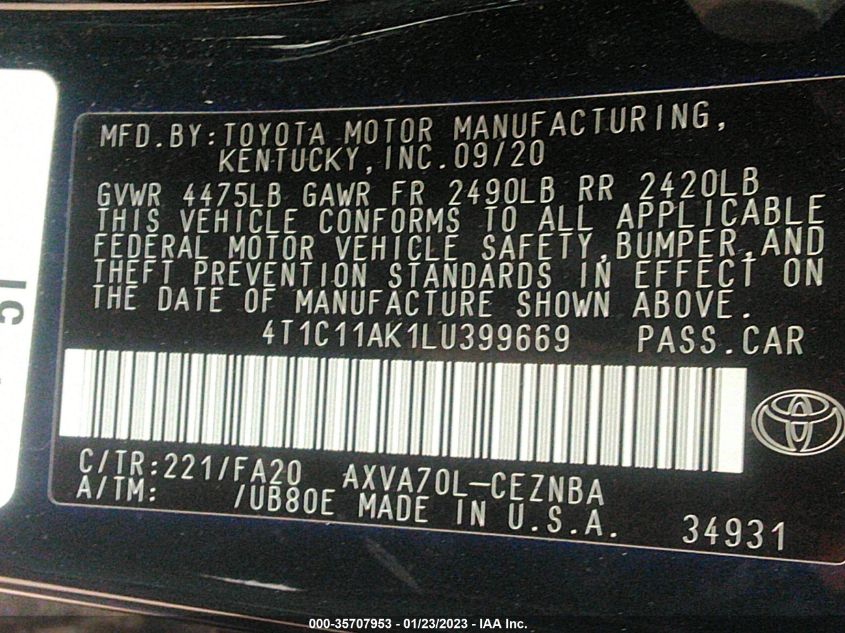 MFD.BY:TOYOTA MOTOR MANUFACTURING,
KENTUCKY,INC.09/20
GVWR 4475LB GAWR FR 2490LB RR 2420LB
THIS VEHICLE CONFORMS TO ALL APPLICABLE
FEDERAL MOTOR VEHICLE SAFETY,BUMPER,AND
THEFT PREVENTION STANDARDS IN EFFECT ON
THE DATE OF MANUFACTURE SHOWN ABOVE.
4T1C11AK1LU399669 PASS.CAR
C/TR:221/FA20 AXVA70L-CEZNBA
A/TM: /UB80E MADE IN U.S.A. 34931
000-35707953 - 01/23/2023 - IAA Inc.